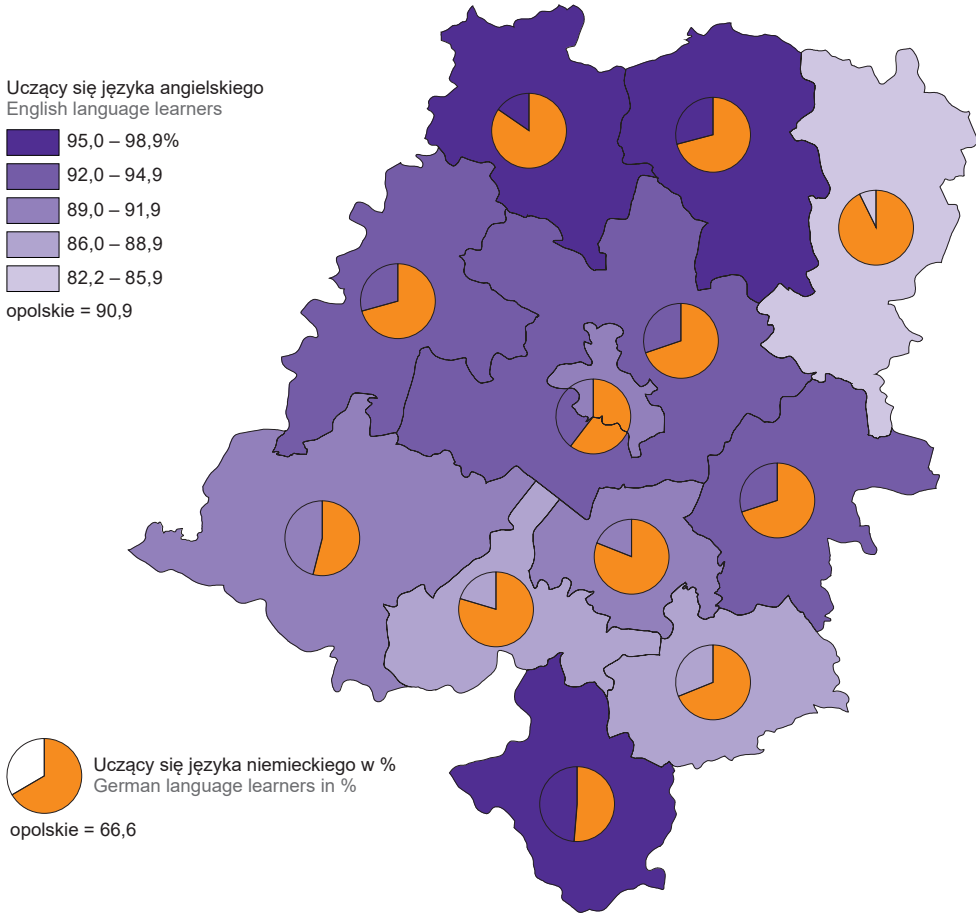 Uczący się języka angielskiego
English language learners
95,0 – 98,9%
92,0 – 94,9
89,0 – 91,9
86,0 – 88,9
82,2 – 85,9
opolskie = 90,9
Uczący się języka niemieckiego w %
German language learners in %
opolskie = 66,6